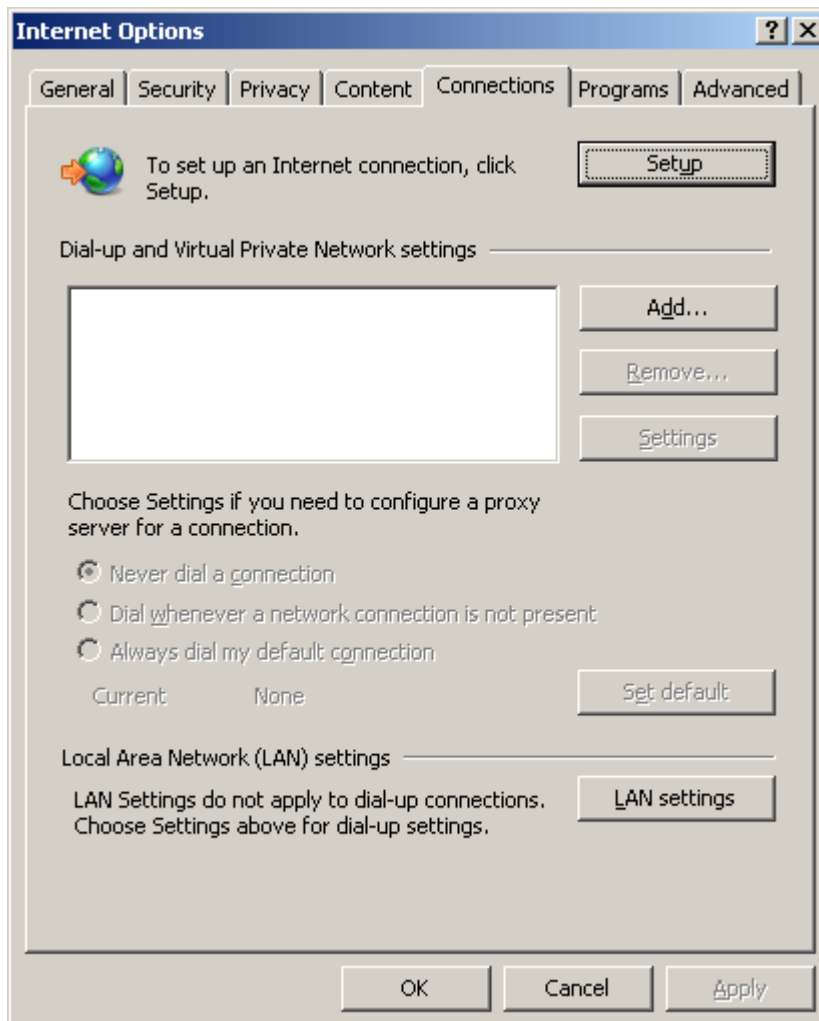 Internet Options
General Security Privacy Content Connections Programs Advanced
To set up an Internet connection, click
Setup.
Setup
Dial-up and Virtual Private Network settings
Add...
Remove...
Settings
Choose Settings if you need to configure a proxy
server for a connection.
Never dial a connection
Dial whenever a network connection is not present
Always dial my default connection
Current None
Set default
Local Area Network (LAN) settings
LAN Settings do not apply to dial-up connections.
Choose Settings above for dial-up settings.
LAN settings
OK Cancel Apply